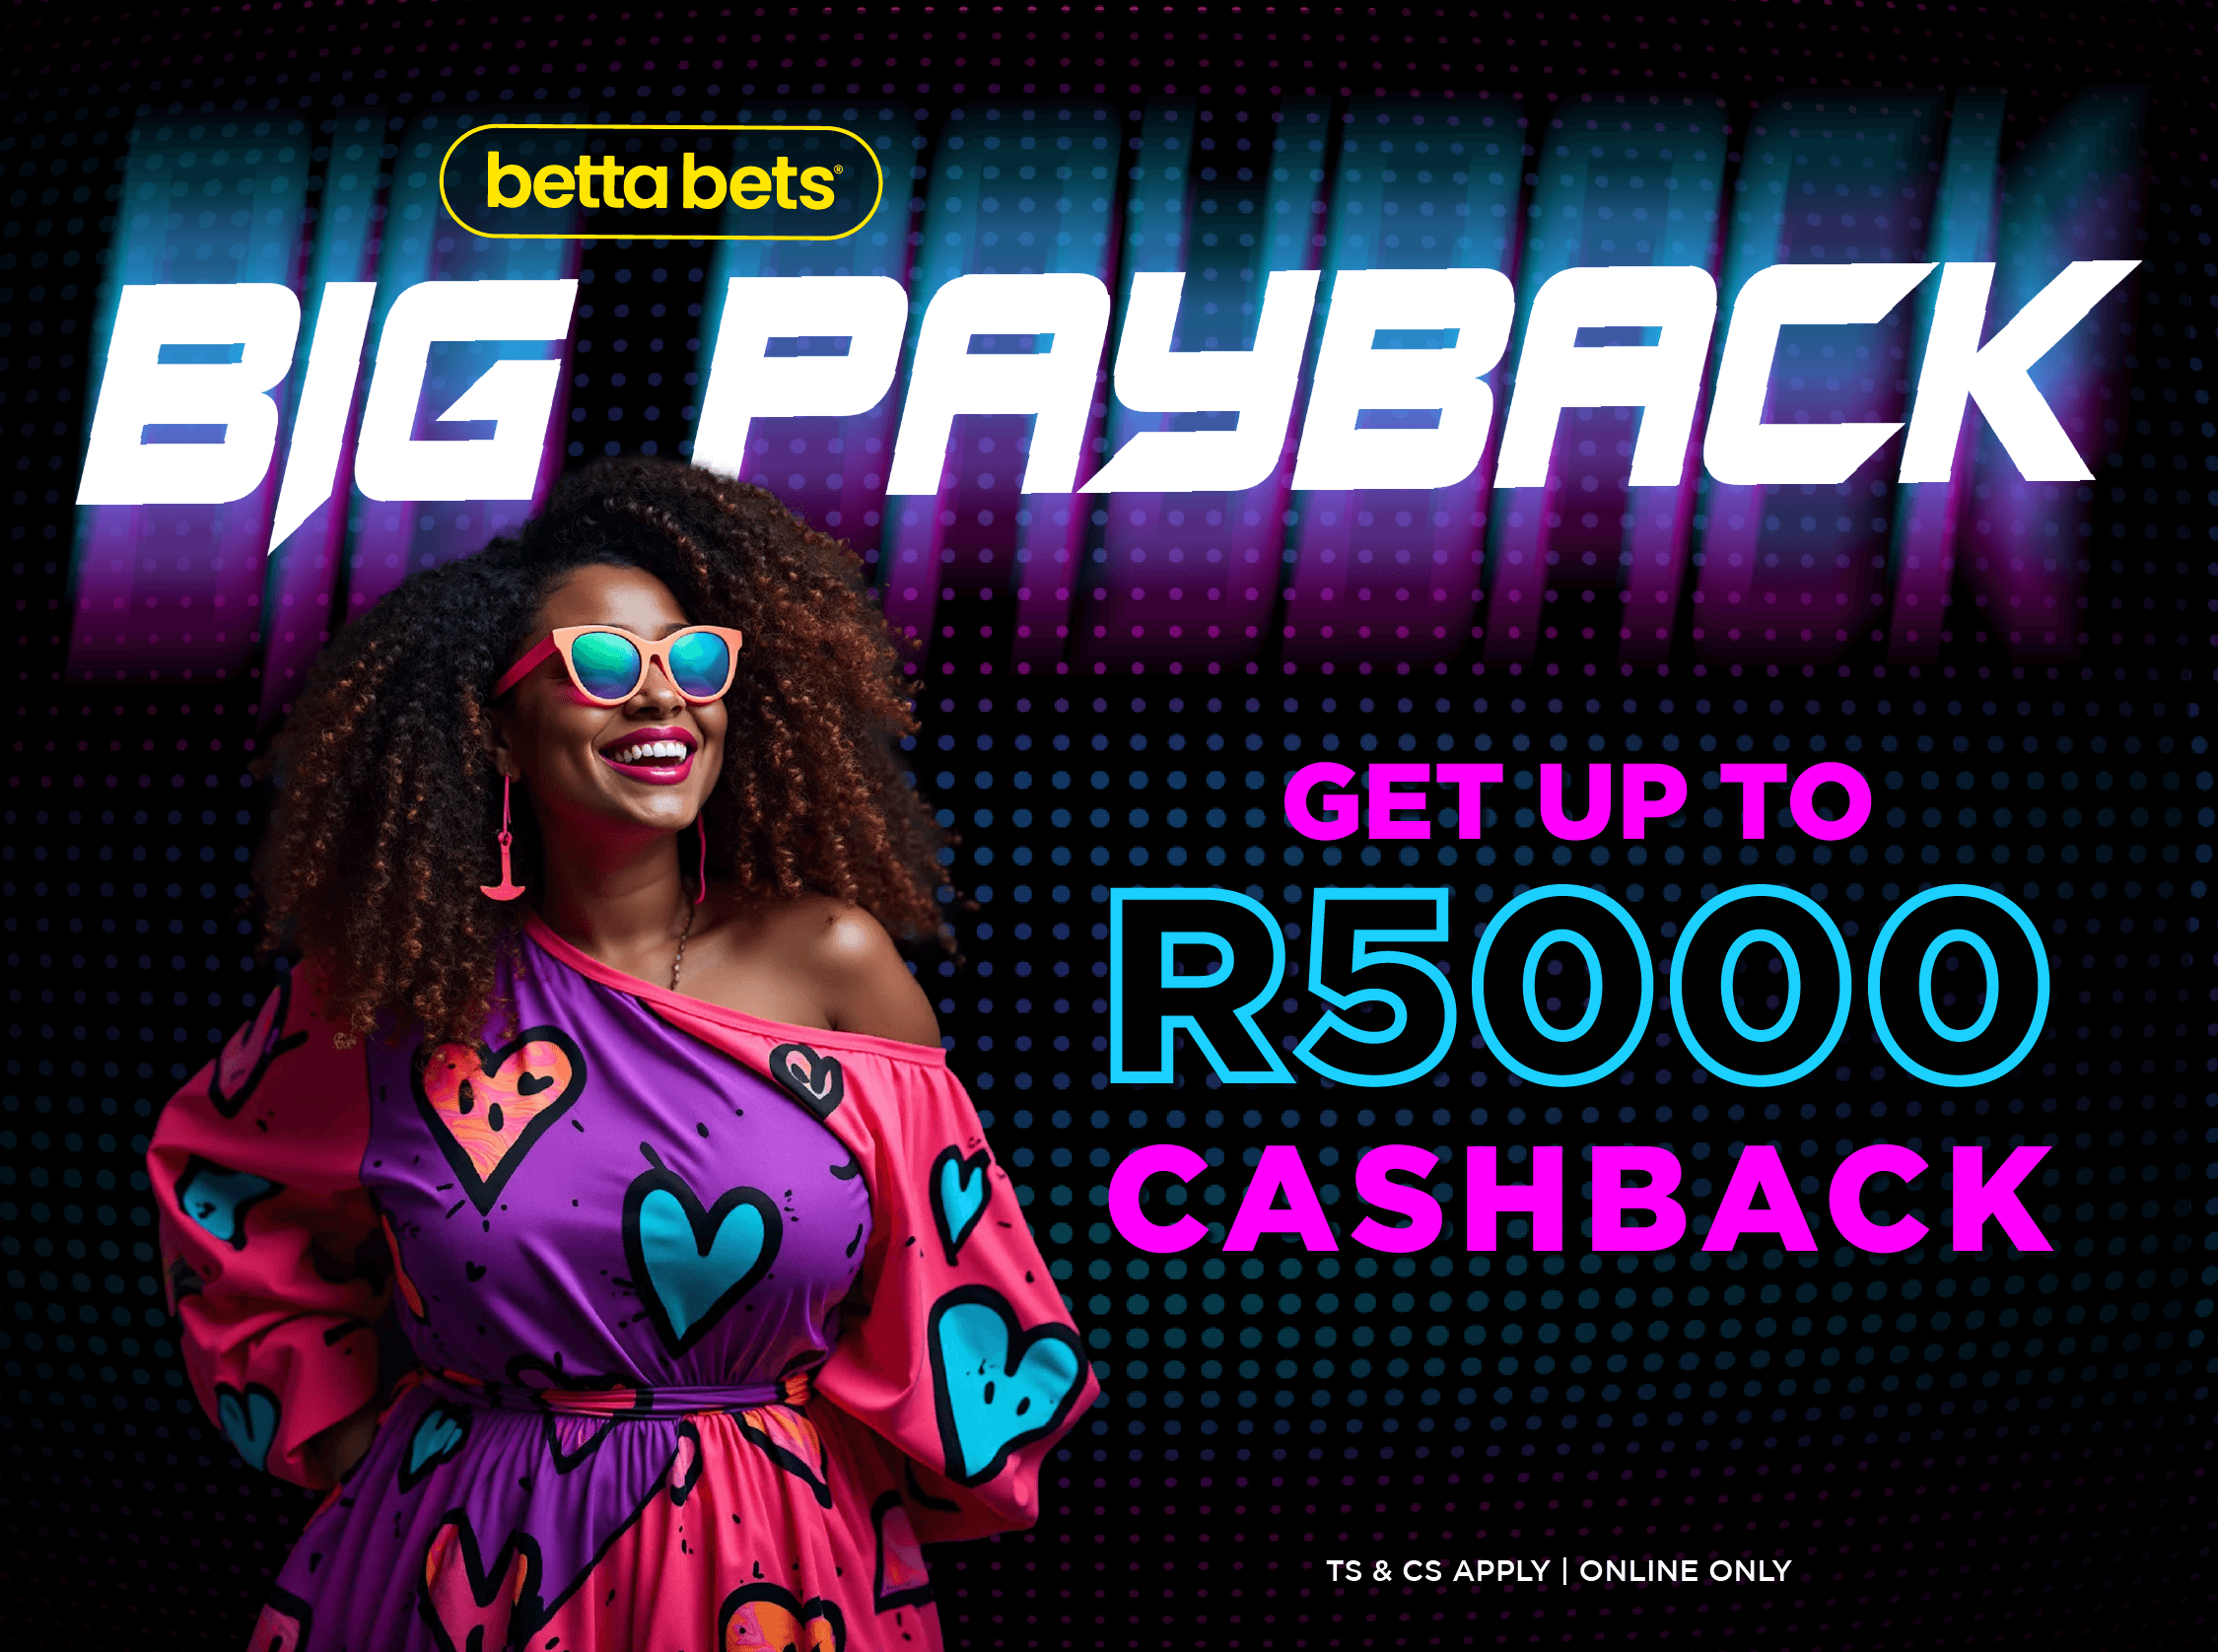 betta bets®
BIG PAYBACK
GET UP TO
R5000
CASHBACK
TS & CS APPLY | ONLINE ONLY